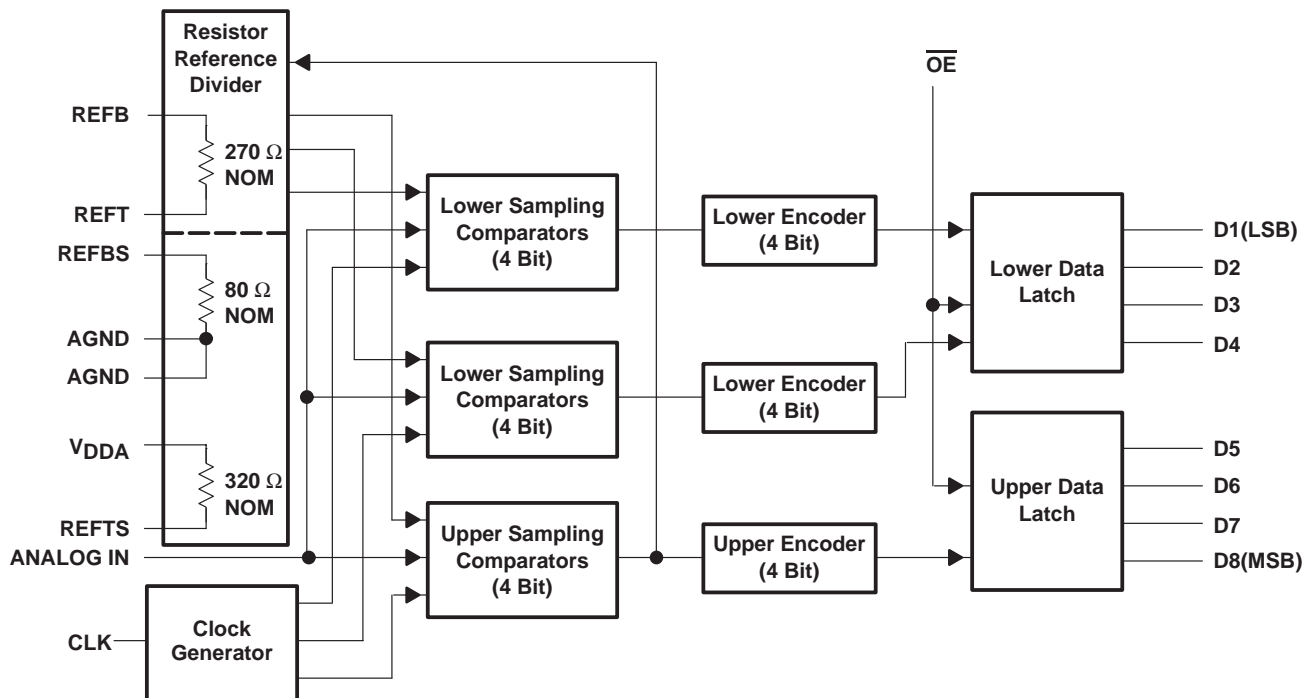 Resistor
Reference
Divider
OE
REFB
270 Ω
NOM
REFT
REFBS
80 Ω
NOM
AGND
AGND
VDDA
320 Ω
NOM
REFTS
ANALOG IN
CLK
Clock
Generator
Lower Sampling
Comparators
(4 Bit)
Lower Encoder
(4 Bit)
Lower Data
Latch
D1(LSB)
D2
D3
D4
Lower Sampling
Comparators
(4 Bit)
Lower Encoder
(4 Bit)
Upper Sampling
Comparators
(4 Bit)
Upper Encoder
(4 Bit)
Upper Data
Latch
D5
D6
D7
D8(MSB)